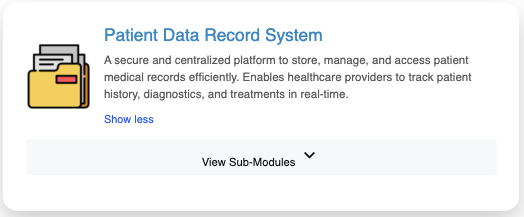 Patient Data Record System
A secure and centralized platform to store, manage, and access patient
medical records efficiently. Enables healthcare providers to track patient
history, diagnostics, and treatments in real-time.
Show less
View Sub-Modules